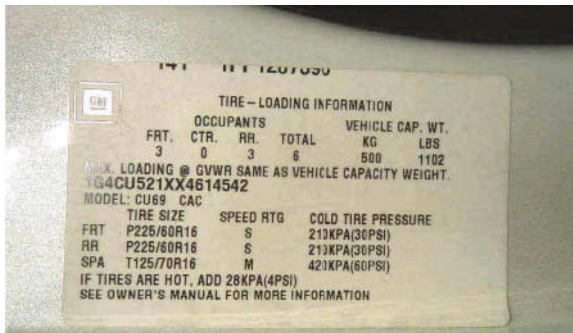 GM
TIRE-LOADING INFORMATION
OCCUPANTS VEHICLE CAP. WT.
FRT. CTR. RR. TOTAL KG LBS
3 0 3 6 500 1102
MAX. LOADING @ GVWR SAME AS VEHICLE CAPACITY WEIGHT.
1G4CU521XX4614542
MODEL: CU69 CAC
TIRE SIZE SPEED RTG COLD TIRE PRESSURE
FRT P225/60R16 S 210KPA(30PSI)
RR P225/60R16 S 210KPA(30PSI)
SPA T125/70R16 M 420KPA(60PSI)
IF TIRES ARE HOT, ADD 28KPA(4PSI)
SEE OWNER'S MANUAL FOR MORE INFORMATION